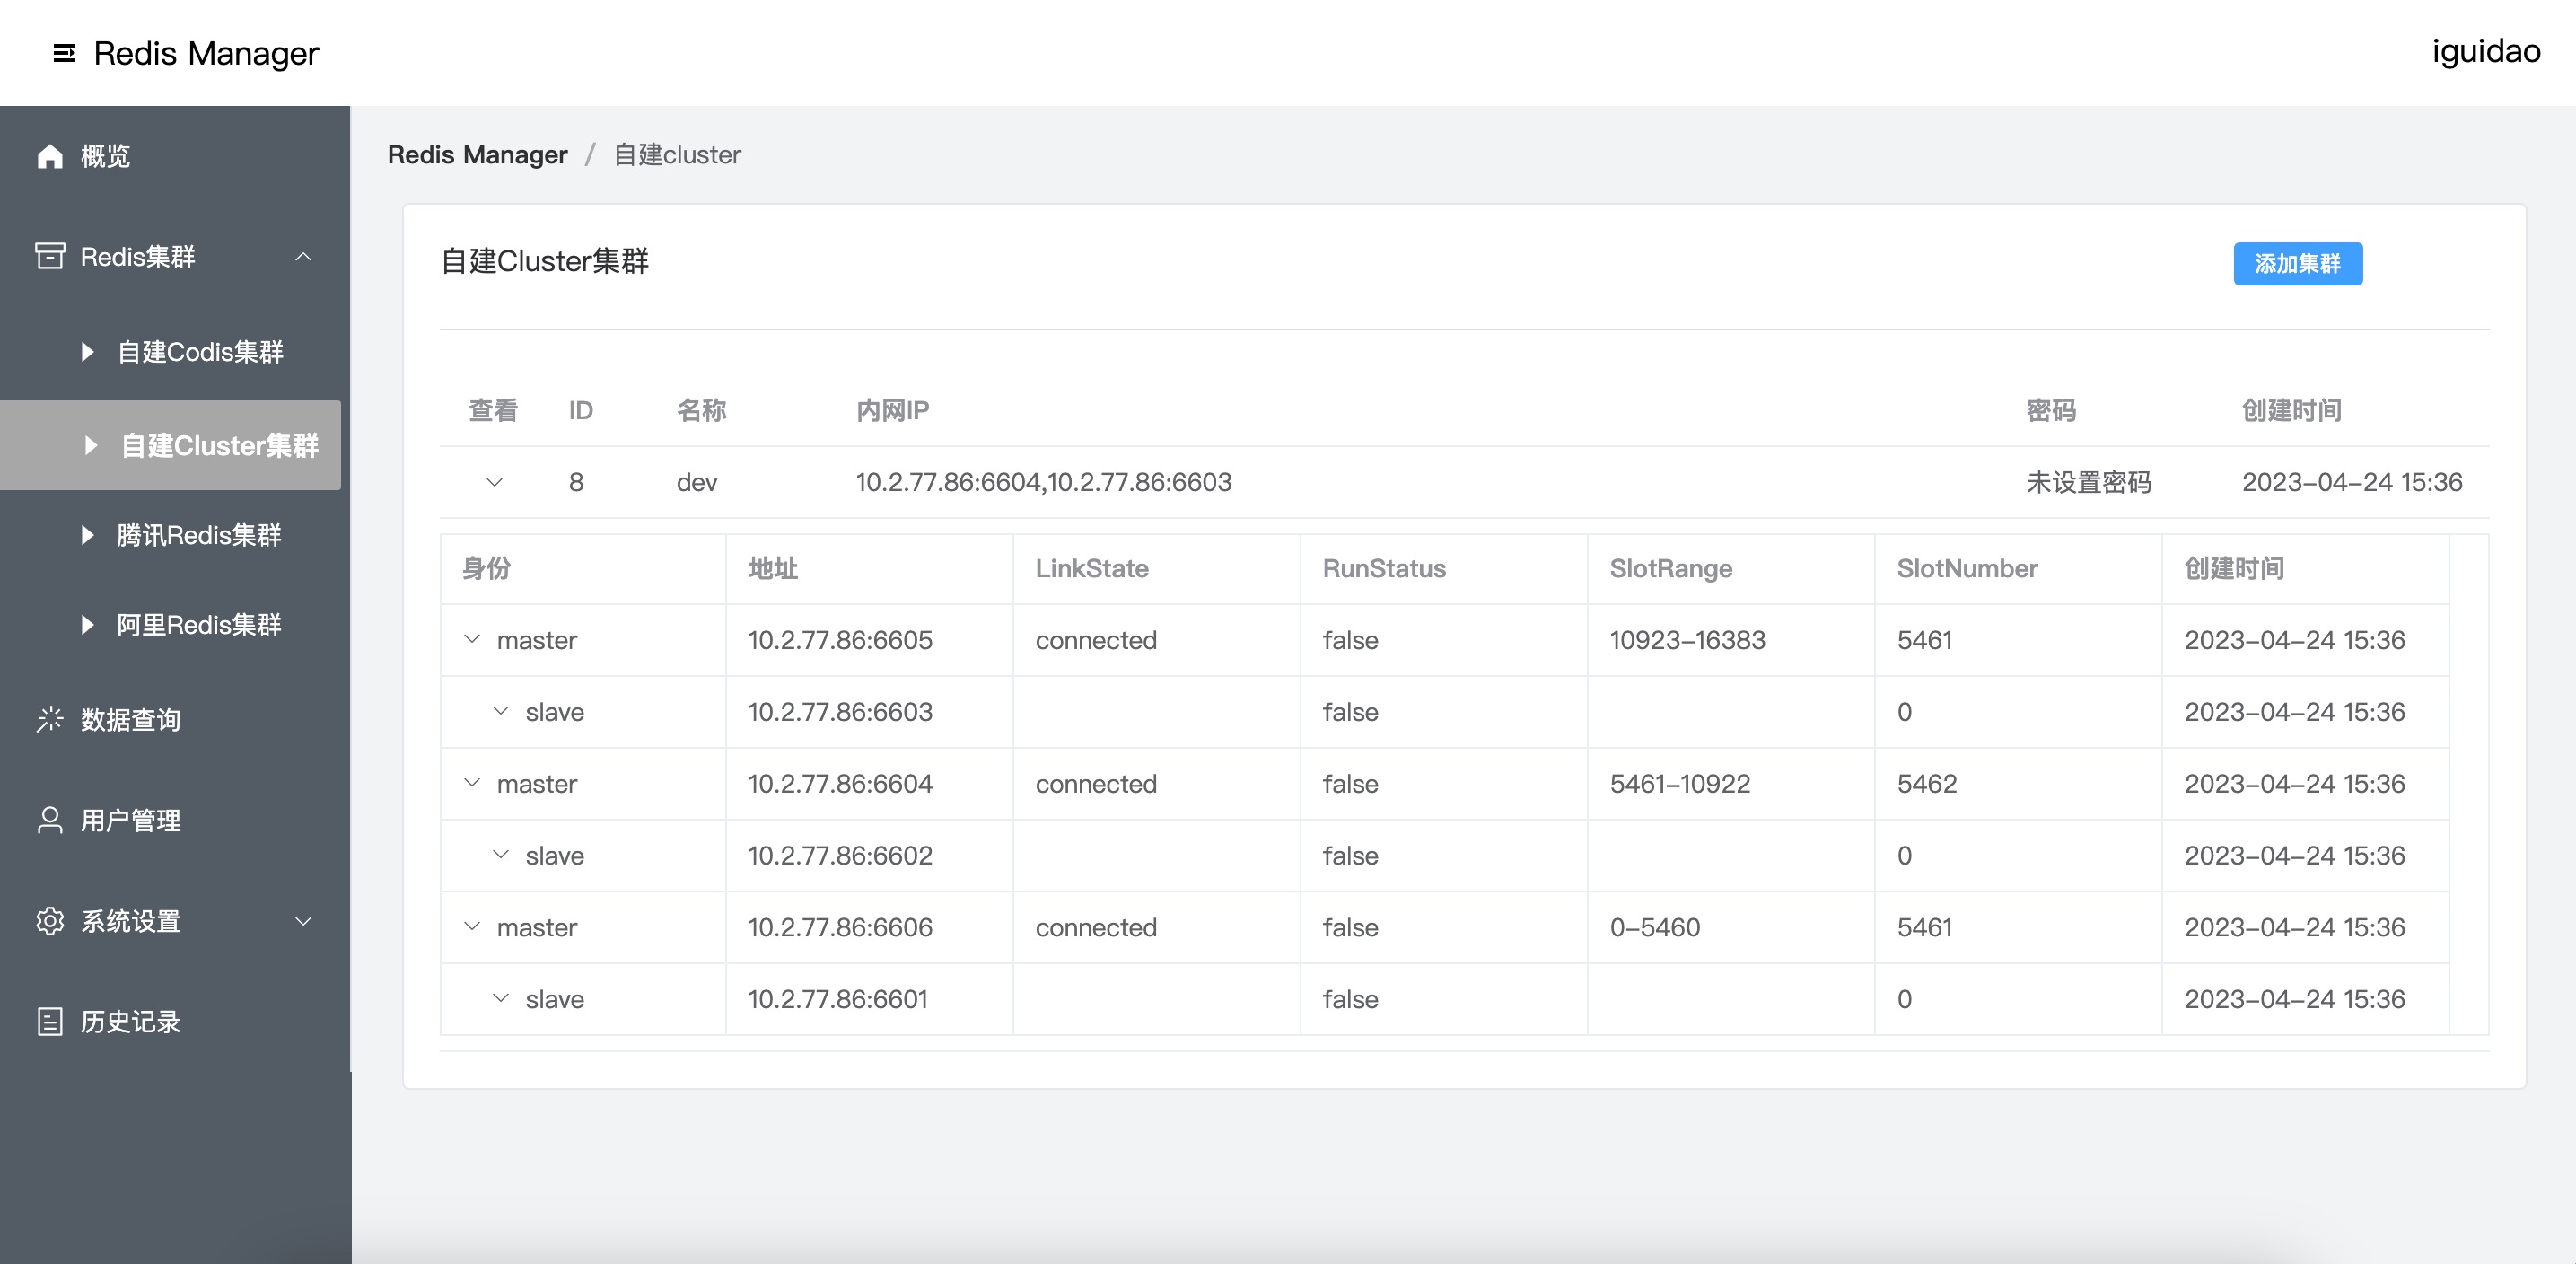 Redis Manager
iguidao
概览
Redis集群
自建Codis集群
自建Cluster集群
腾讯Redis集群
阿里Redis集群
数据查询
用户管理
系统设置
历史记录
Redis Manager / 自建cluster
自建Cluster集群
添加集群
查看 ID 名称 内网IP 密码 创建时间
8 dev 10.2.77.86:6604,10.2.77.86:6603 未设置密码 2023-04-24 15:36
身份 地址 LinkState RunStatus SlotRange SlotNumber 创建时间
master 10.2.77.86:6605 connected false 10923-16383 5461 2023-04-24 15:36
slave 10.2.77.86:6603 false 0 2023-04-24 15:36
master 10.2.77.86:6604 connected false 5461-10922 5462 2023-04-24 15:36
slave 10.2.77.86:6602 false 0 2023-04-24 15:36
master 10.2.77.86:6606 connected false 0-5460 5461 2023-04-24 15:36
slave 10.2.77.86:6601 false 0 2023-04-24 15:36